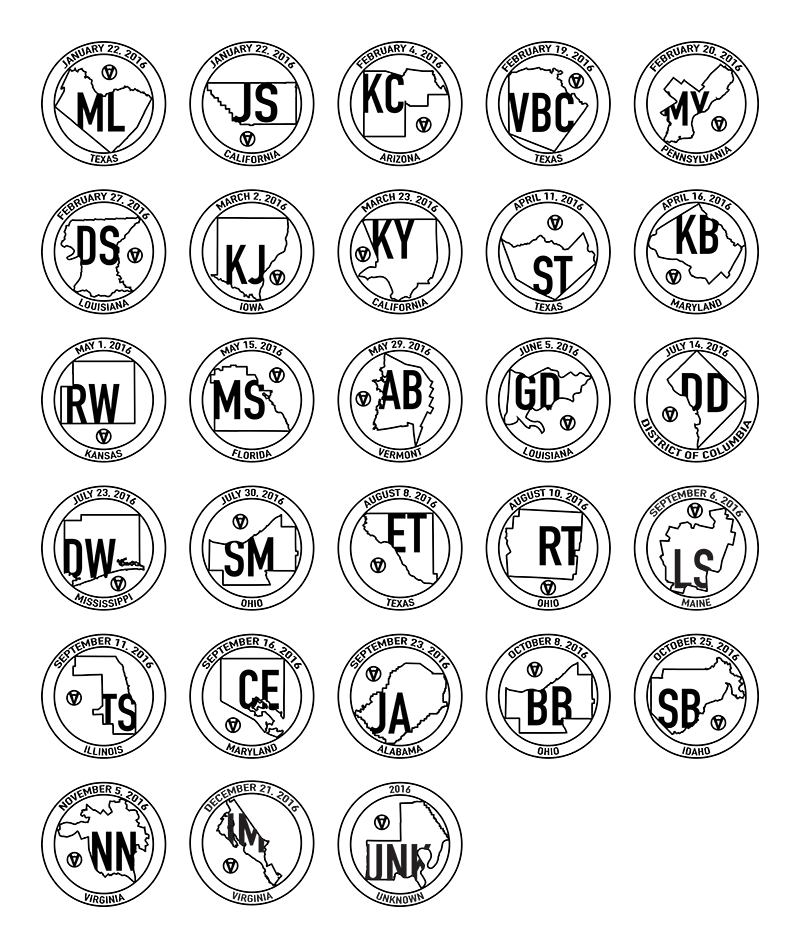 JANUARY 22, 2016
ML
TEXAS
JANUARY 22, 2016
JS
CALIFORNIA
FEBRUARY 4, 2016
KC
ARIZONA
FEBRUARY 19, 2016
VBC
TEXAS
FEBRUARY 20, 2016
MY
PENNSYLVANIA
FEBRUARY 27, 2016
DS
LOUISIANA
MARCH 2, 2016
KJ
IOWA
MARCH 23, 2016
KY
CALIFORNIA
APRIL 11, 2016
ST
TEXAS
APRIL 16, 2016
KB
MARYLAND
MAY 1, 2016
RW
KANSAS
MAY 15, 2016
MS
FLORIDA
MAY 29, 2016
AB
VERMONT
JUNE 5, 2016
GD
LOUISIANA
JULY 14, 2016
DD
DISTRICT OF COLUMBIA
JULY 23, 2016
DW
MISSISSIPPI
JULY 30, 2016
SM
OHIO
AUGUST 8, 2016
ET
TEXAS
AUGUST 10, 2016
RT
OHIO
SEPTEMBER 6, 2016
LS
MAINE
SEPTEMBER 11, 2016
TS
ILLINOIS
SEPTEMBER 16, 2016
CE
MARYLAND
SEPTEMBER 23, 2016
JA
ALABAMA
OCTOBER 8, 2016
BB
OHIO
OCTOBER 25, 2016
SB
IDAHO
NOVEMBER 5, 2016
NN
VIRGINIA
DECEMBER 21, 2016
IM
VIRGINIA
2016
UNK
UNKNOWN